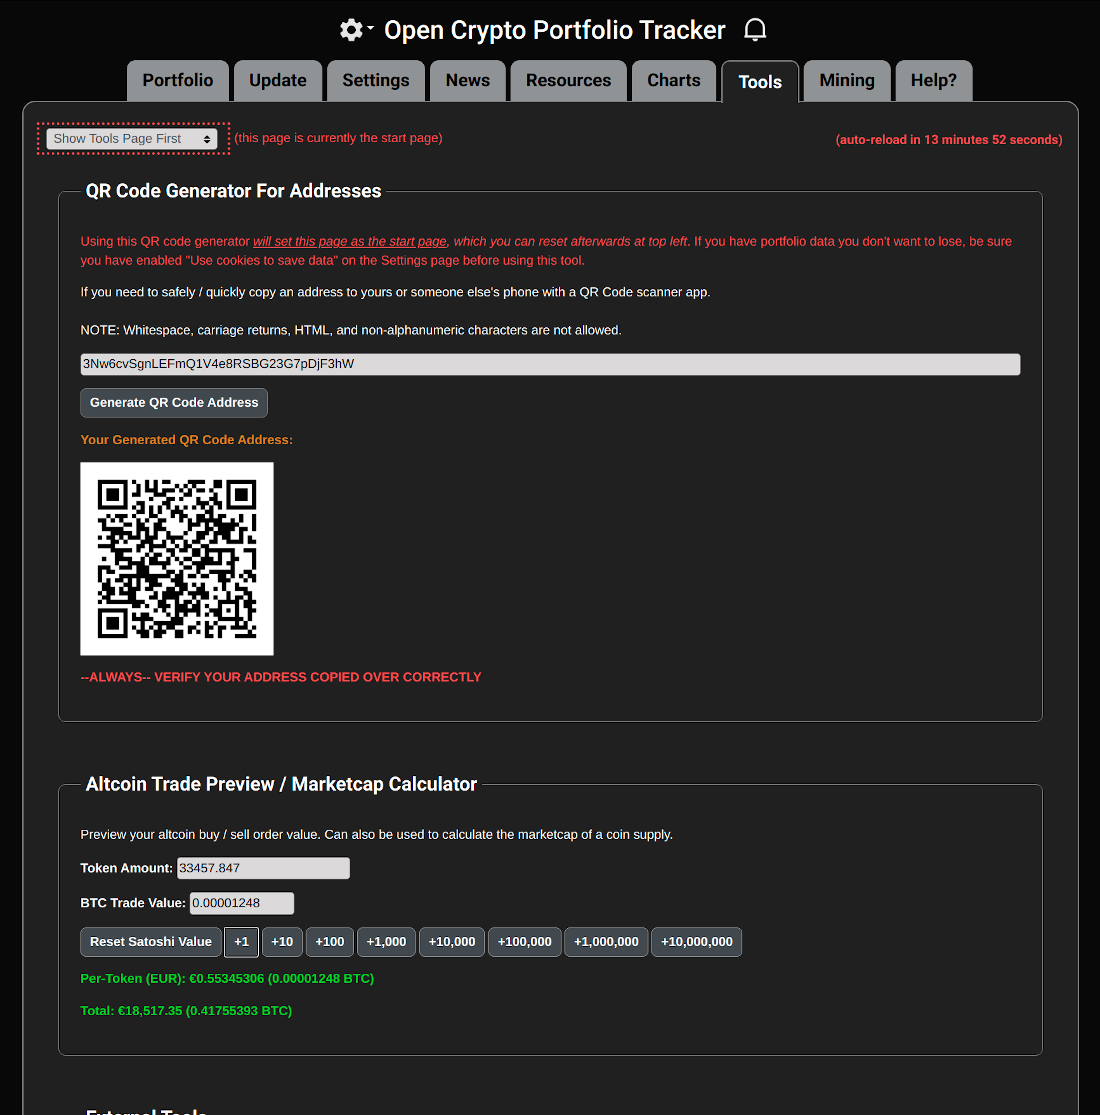 Open Crypto Portfolio Tracker
Portfolio Update Settings News Resources Charts Tools Mining Help?
Show Tools Page First (this page is currently the start page) (auto-reload in 13 minutes 52 seconds)
QR Code Generator For Addresses
Using this QR code generator will set this page as the start page, which you can reset afterwards at top left. If you have portfolio data you don't want to lose, be sure
you have enabled "Use cookies to save data" on the Settings page before using this tool.
If you need to safely / quickly copy an address to yours or someone else's phone with a QR Code scanner app.
NOTE: Whitespace, carriage returns, HTML, and non-alphanumeric characters are not allowed.
3Nw6cvSgnLEFmQ1V4e8RSBG23G7pDjF3hW
Generate QR Code Address
Your Generated QR Code Address:
--ALWAYS-- VERIFY YOUR ADDRESS COPIED OVER CORRECTLY
Altcoin Trade Preview / Marketcap Calculator
Preview your altcoin buy / sell order value. Can also be used to calculate the marketcap of a coin supply.
Token Amount: 33457.847
BTC Trade Value: 0.00001248
Reset Satoshi Value +1 +10 +100 +1,000 +10,000 +100,000 +1,000,000 +10,000,000
Per-Token (EUR): €0.55345306 (0.00001248 BTC)
Total: €18,517.35 (0.41755393 BTC)
External Tools